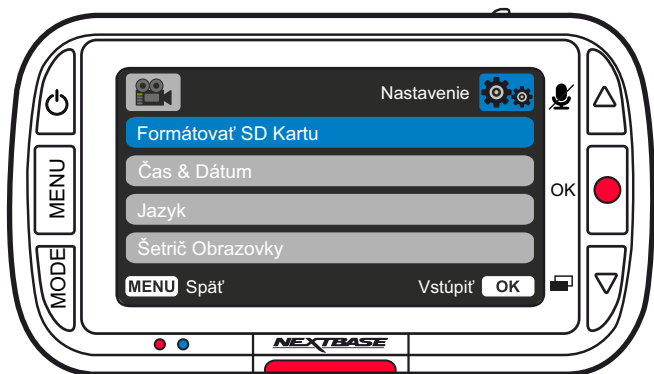 Nastavenie
Formátovať SD Kartu
Čas & Dátum
Jazyk
Šetrič Obrazovky
MENU Späť
Vstúpiť OK
MENU
MODE
OK
NEXTBASE